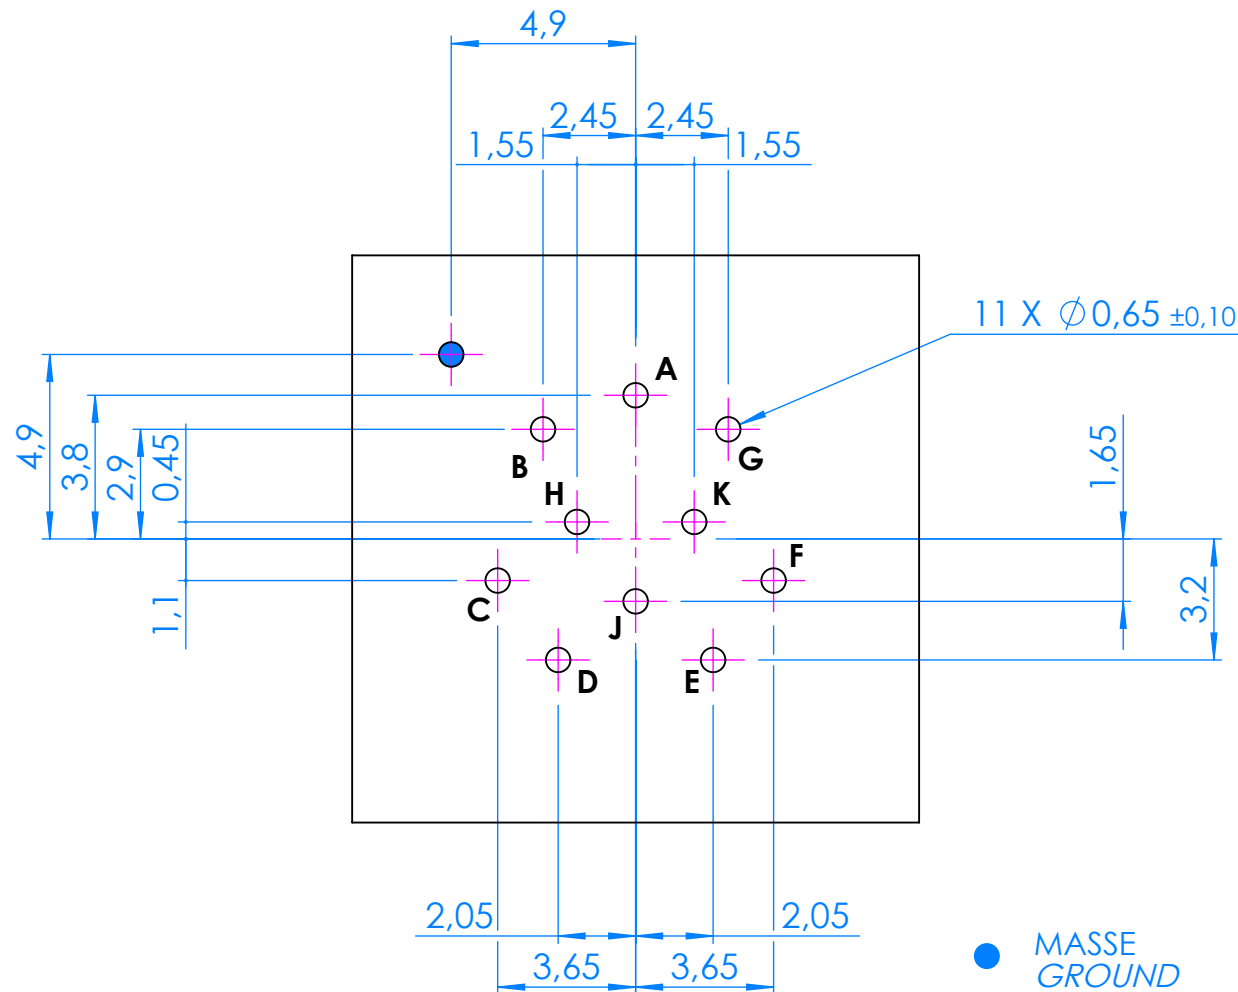 4,9
2,45 2,45
1,55 1,55
11 X ∅0,65 ±0,10
A
B G
H K
F
C
J
D E
4,9
3,8
2,9
0,45
1,1
1,65
3,2
2,05 2,05
3,65 3,65
MASSE
GROUND